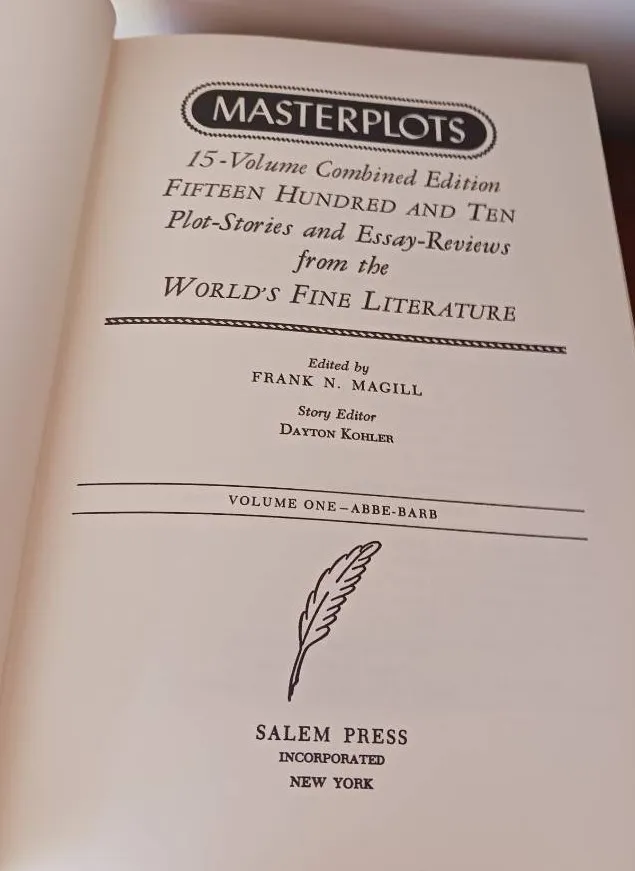 MASTERPLOTS
15-Volume Combined Edition
FIFTEEN HUNDRED AND TEN
Plot-Stories and Essay-Reviews
from the
WORLD'S FINE LITERATURE
Edited by
FRANK N. MAGILL
Story Editor
DAYTON KOHLER
VOLUME ONE–ABBE-BARB
SALEM PRESS
INCORPORATED
NEW YORK